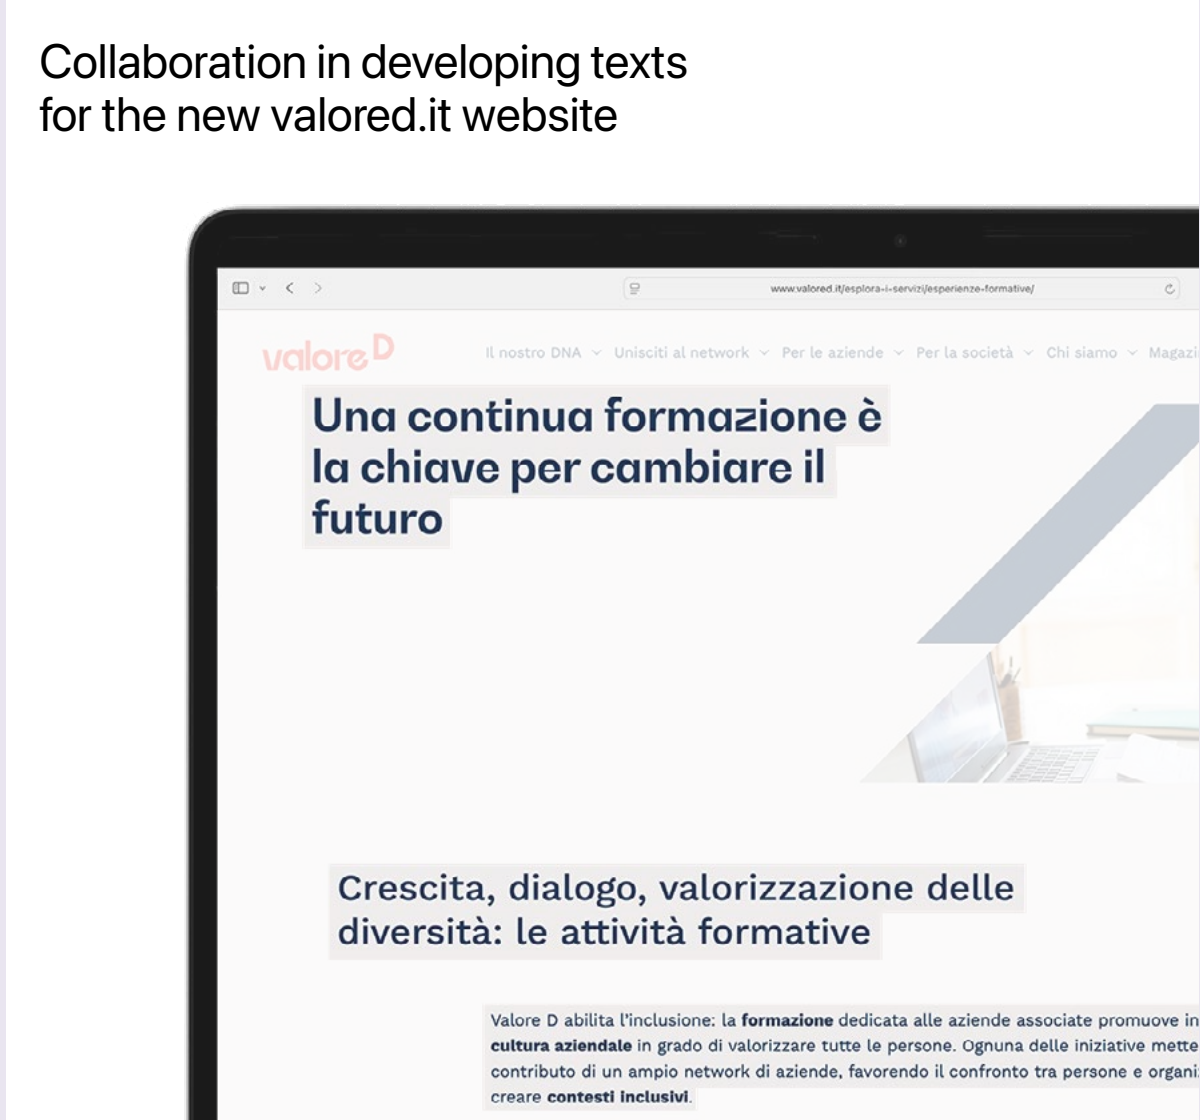 Collaboration in developing texts
for the new valored.it website
www.valored.it/esplora-i-servizi/esperienze-formative/
valore D
Il nostro DNA Unisciti al network Per le aziende Per la società Chi siamo Magazi
Una continua formazione è
la chiave per cambiare il
futuro
Crescita, dialogo, valorizzazione delle
diversità: le attività formative
Valore D abilita l'inclusione: la formazione dedicata alle aziende associate promuove in
cultura aziendale in grado di valorizzare tutte le persone. Ognuna delle iniziative mette
contributo di un ampio network di aziende, favorendo il confronto tra persone e organi
creare contesti inclusivi.